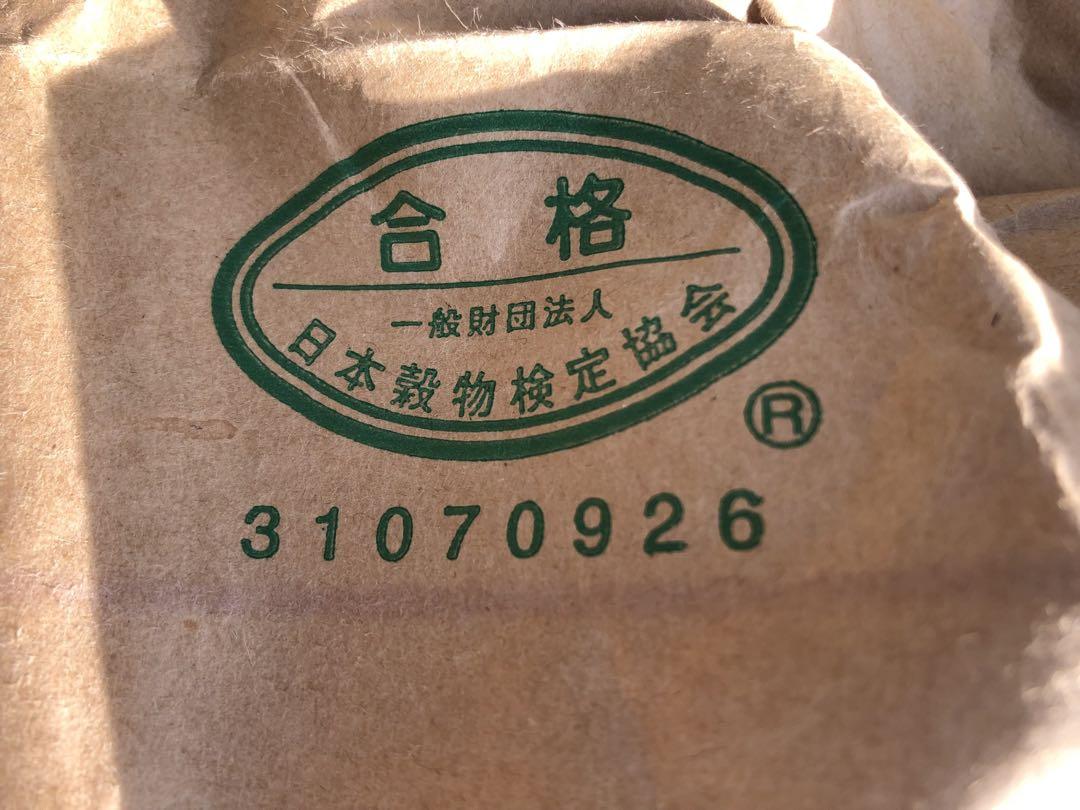 合格
一般財団法人
日本穀物検定協会
®
31070926